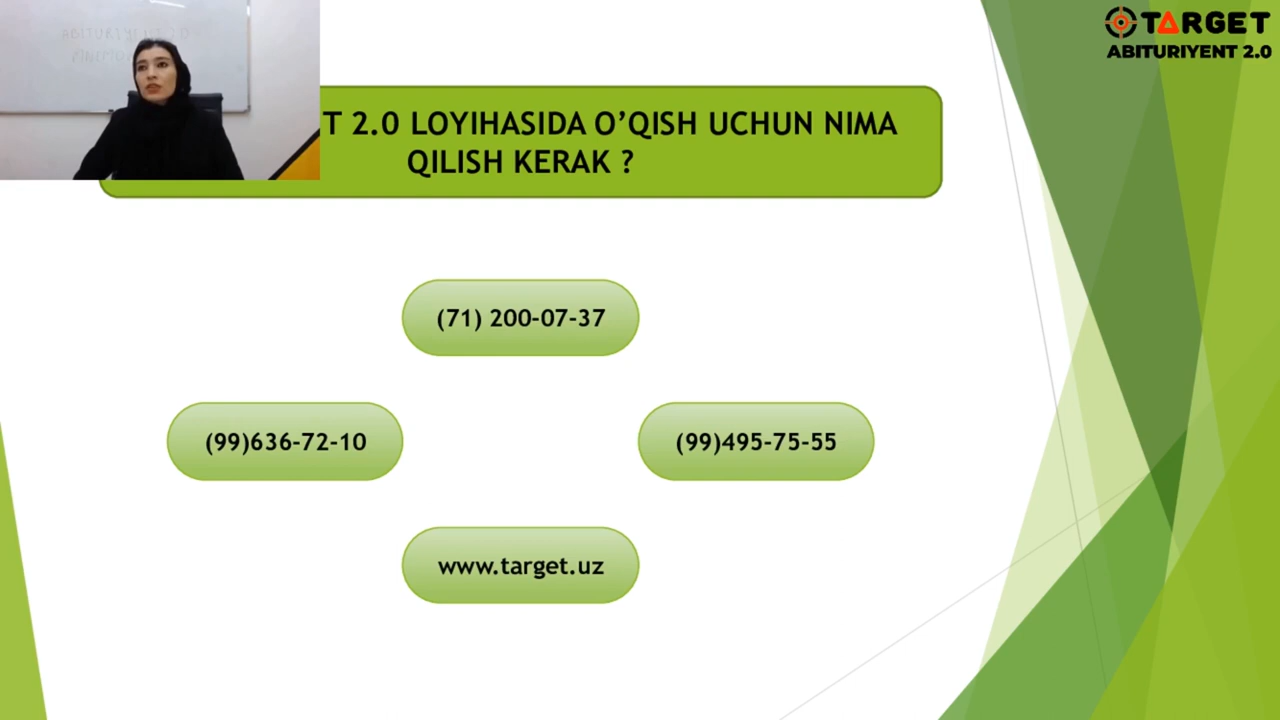 TARGET
ABITURIYENT 2.0
T 2.0 LOYIHASIDA O’QISH UCHUN NIMA
QILISH KERAK ?
(71) 200-07-37
(99)636-72-10
(99)495-75-55
www.target.uz